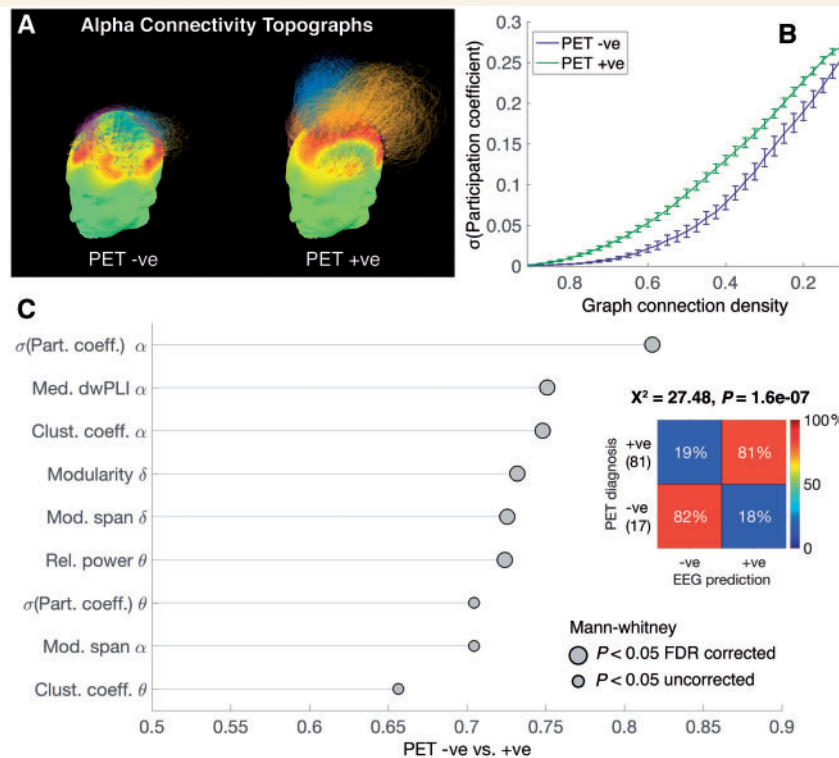 A
Alpha Connectivity Topographs
PET -ve
PET +ve
B
PET -ve
PET +ve
0.3
0.25
0.2
0.15
0.1
0.05
0
σ(Participation coefficient)
0.8
0.6
0.4
0.2
Graph connection density
C
σ(Part. coeff.) α
Med. dwPLI α
Clust. coeff. α
Modularity δ
Mod. span δ
Rel. power θ
σ(Part. coeff.) θ
Mod. span α
Clust. coeff. θ
0.5
0.55
0.6
0.65
0.7
0.75
0.8
0.85
0.9
PET -ve vs. +ve
X² = 27.48, P = 1.6e-07
PET diagnosis
+ve
(81)
-ve
(17)
19%
81%
82%
18%
-ve
+ve
EEG prediction
100%
50
0
Mann-whitney
P < 0.05 FDR corrected
P < 0.05 uncorrected